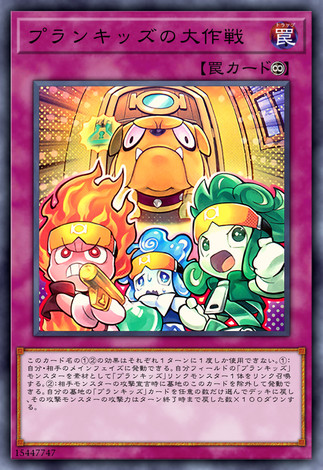 プランキッズの大作戦
トラップ
罠
【罠カード】
このカード名の①②の効果はそれぞれ1ターンに1度しか使用できない。①:
自分・相手のメインフェイズに発動できる。自分フィールドの「プランキッズ」
モンスターを素材として「プランキッズ」リンクモンスター1体をリンク召喚
する。②:相手モンスターの攻撃宣言時に墓地のこのカードを除外して発動で
きる。自分の墓地の「プランキッズ」カードを任意の数だけ選んでデッキに戻し
、その攻撃モンスターの攻撃力はターン終了時まで戻した数×100ダウンす
る。
15447747